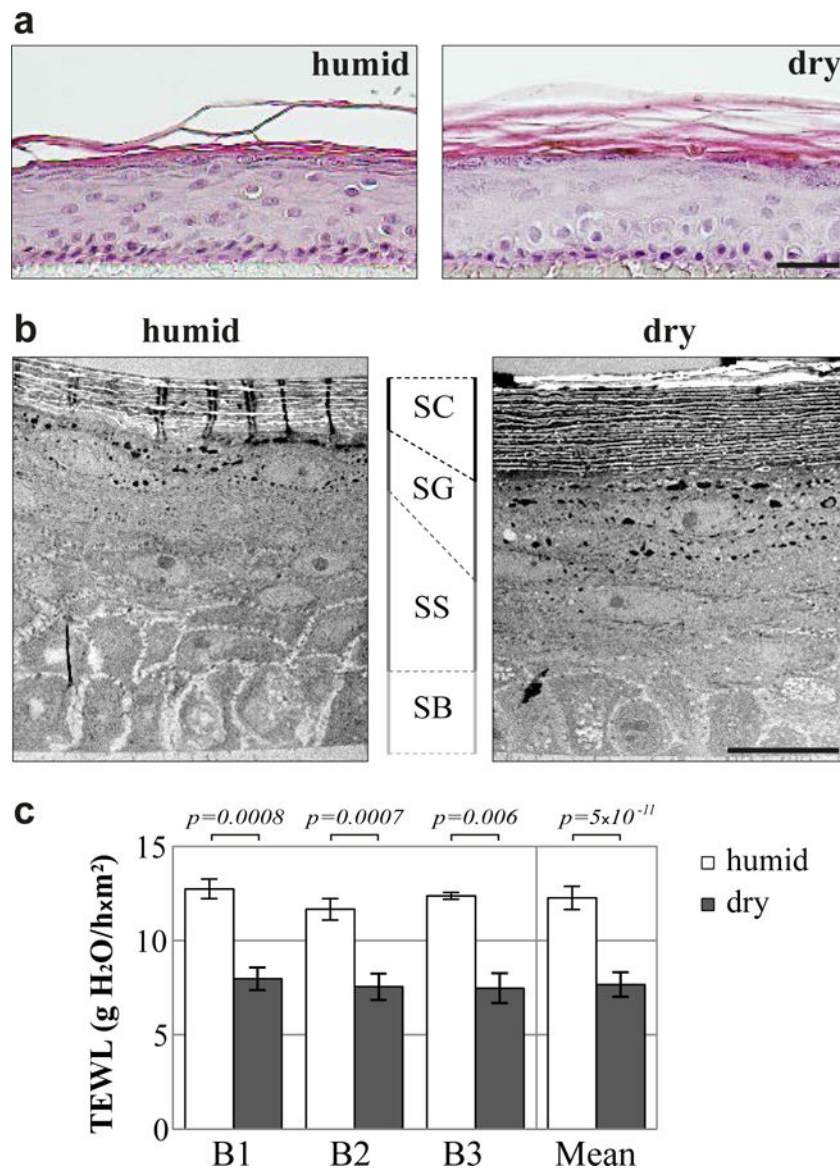 a
humid
dry
b
humid
dry
SC
SG
SS
SB
c
p=0.0008
p=0.0007
p=0.006
p=5×10⁻¹¹
15
10
5
0
TEWL (g H₂O/h×m²)
B1
B2
B3
Mean
humid
dry